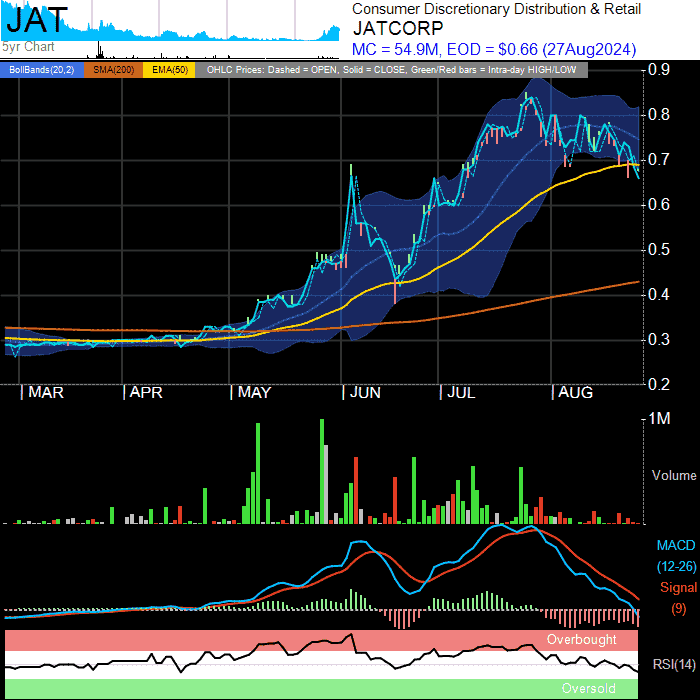 JAT
5yr Chart
Consumer Discretionary Distribution & Retail
JATCORP
MC = 54.9M, EOD = $0.66 (27Aug2024)
BollBands(20,2) SMA(200) EMA(50) OHLC Prices: Dashed = OPEN, Solid = CLOSE, Green/Red bars = Intra-day HIGH/LOW
0.9
0.8
0.7
0.6
0.5
0.4
0.3
0.2
MAR APR MAY JUN JUL AUG
1M
Volume
MACD
(12-26)
Signal
(9)
Overbought
RSI(14)
Oversold